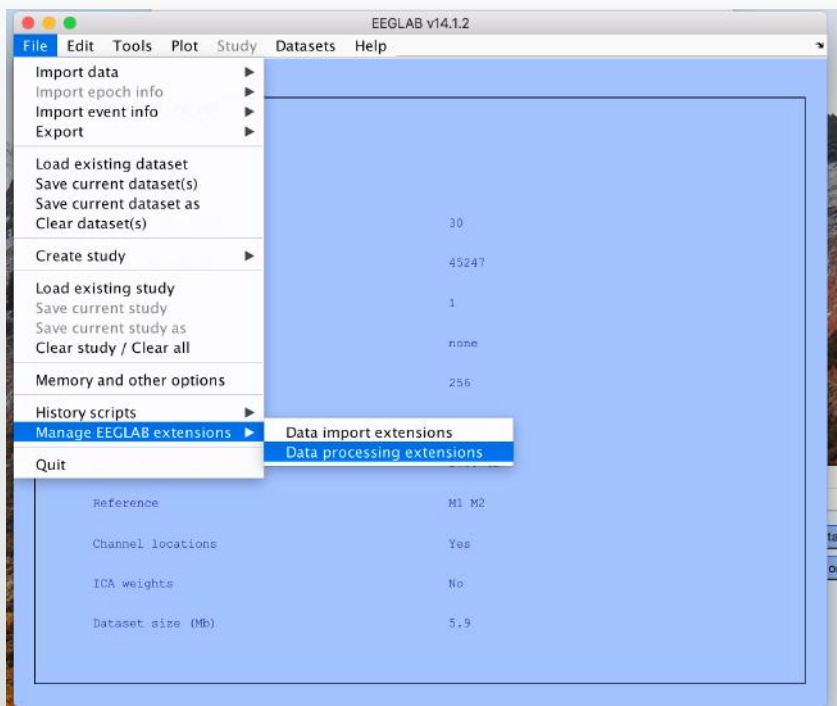 EEGLAB v14.1.2
File Edit Tools Plot Study Datasets Help
Import data
Import epoch info
Import event info
Export
Load existing dataset
Save current dataset(s)
Save current dataset as
Clear dataset(s)
30
Create study
45247
Load existing study
Save current study
1
Save current study as
Clear study / Clear all
none
Memory and other options
256
History scripts
Manage EEGLAB extensions
Data import extensions
Data processing extensions
Quit
Reference M1 M2
Channel locations Yes
ICA weights No
Dataset size (Mb) 5.9